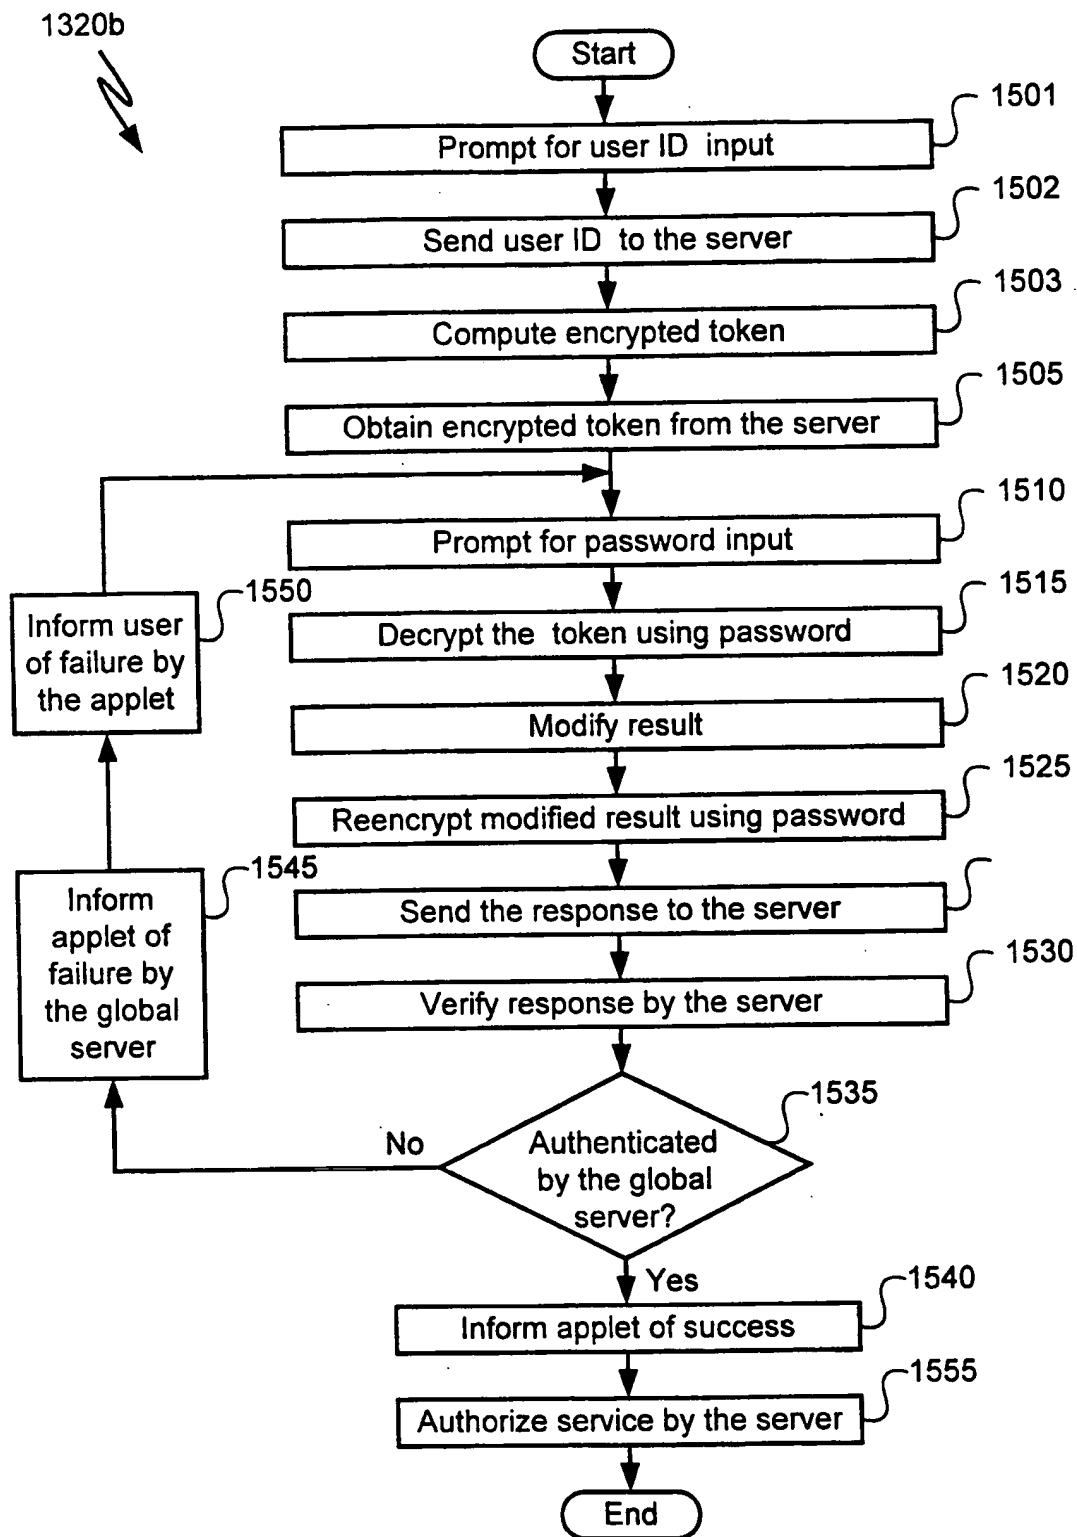 1320b
Start
1501
Prompt for user ID input
1502
Send user ID to the server
1503
Compute encrypted token
1505
Obtain encrypted token from the server
1510
Prompt for password input
1515
Decrypt the token using password
1520
Modify result
1525
Reencrypt modified result using password
Send the response to the server
1530
Verify response by the server
1535
Authenticated
by the global
server?
No
1545
Inform
applet of
failure by
the global
server
1550
Inform user
of failure by
the applet
Yes
1540
Inform applet of success
1555
Authorize service by the server
End